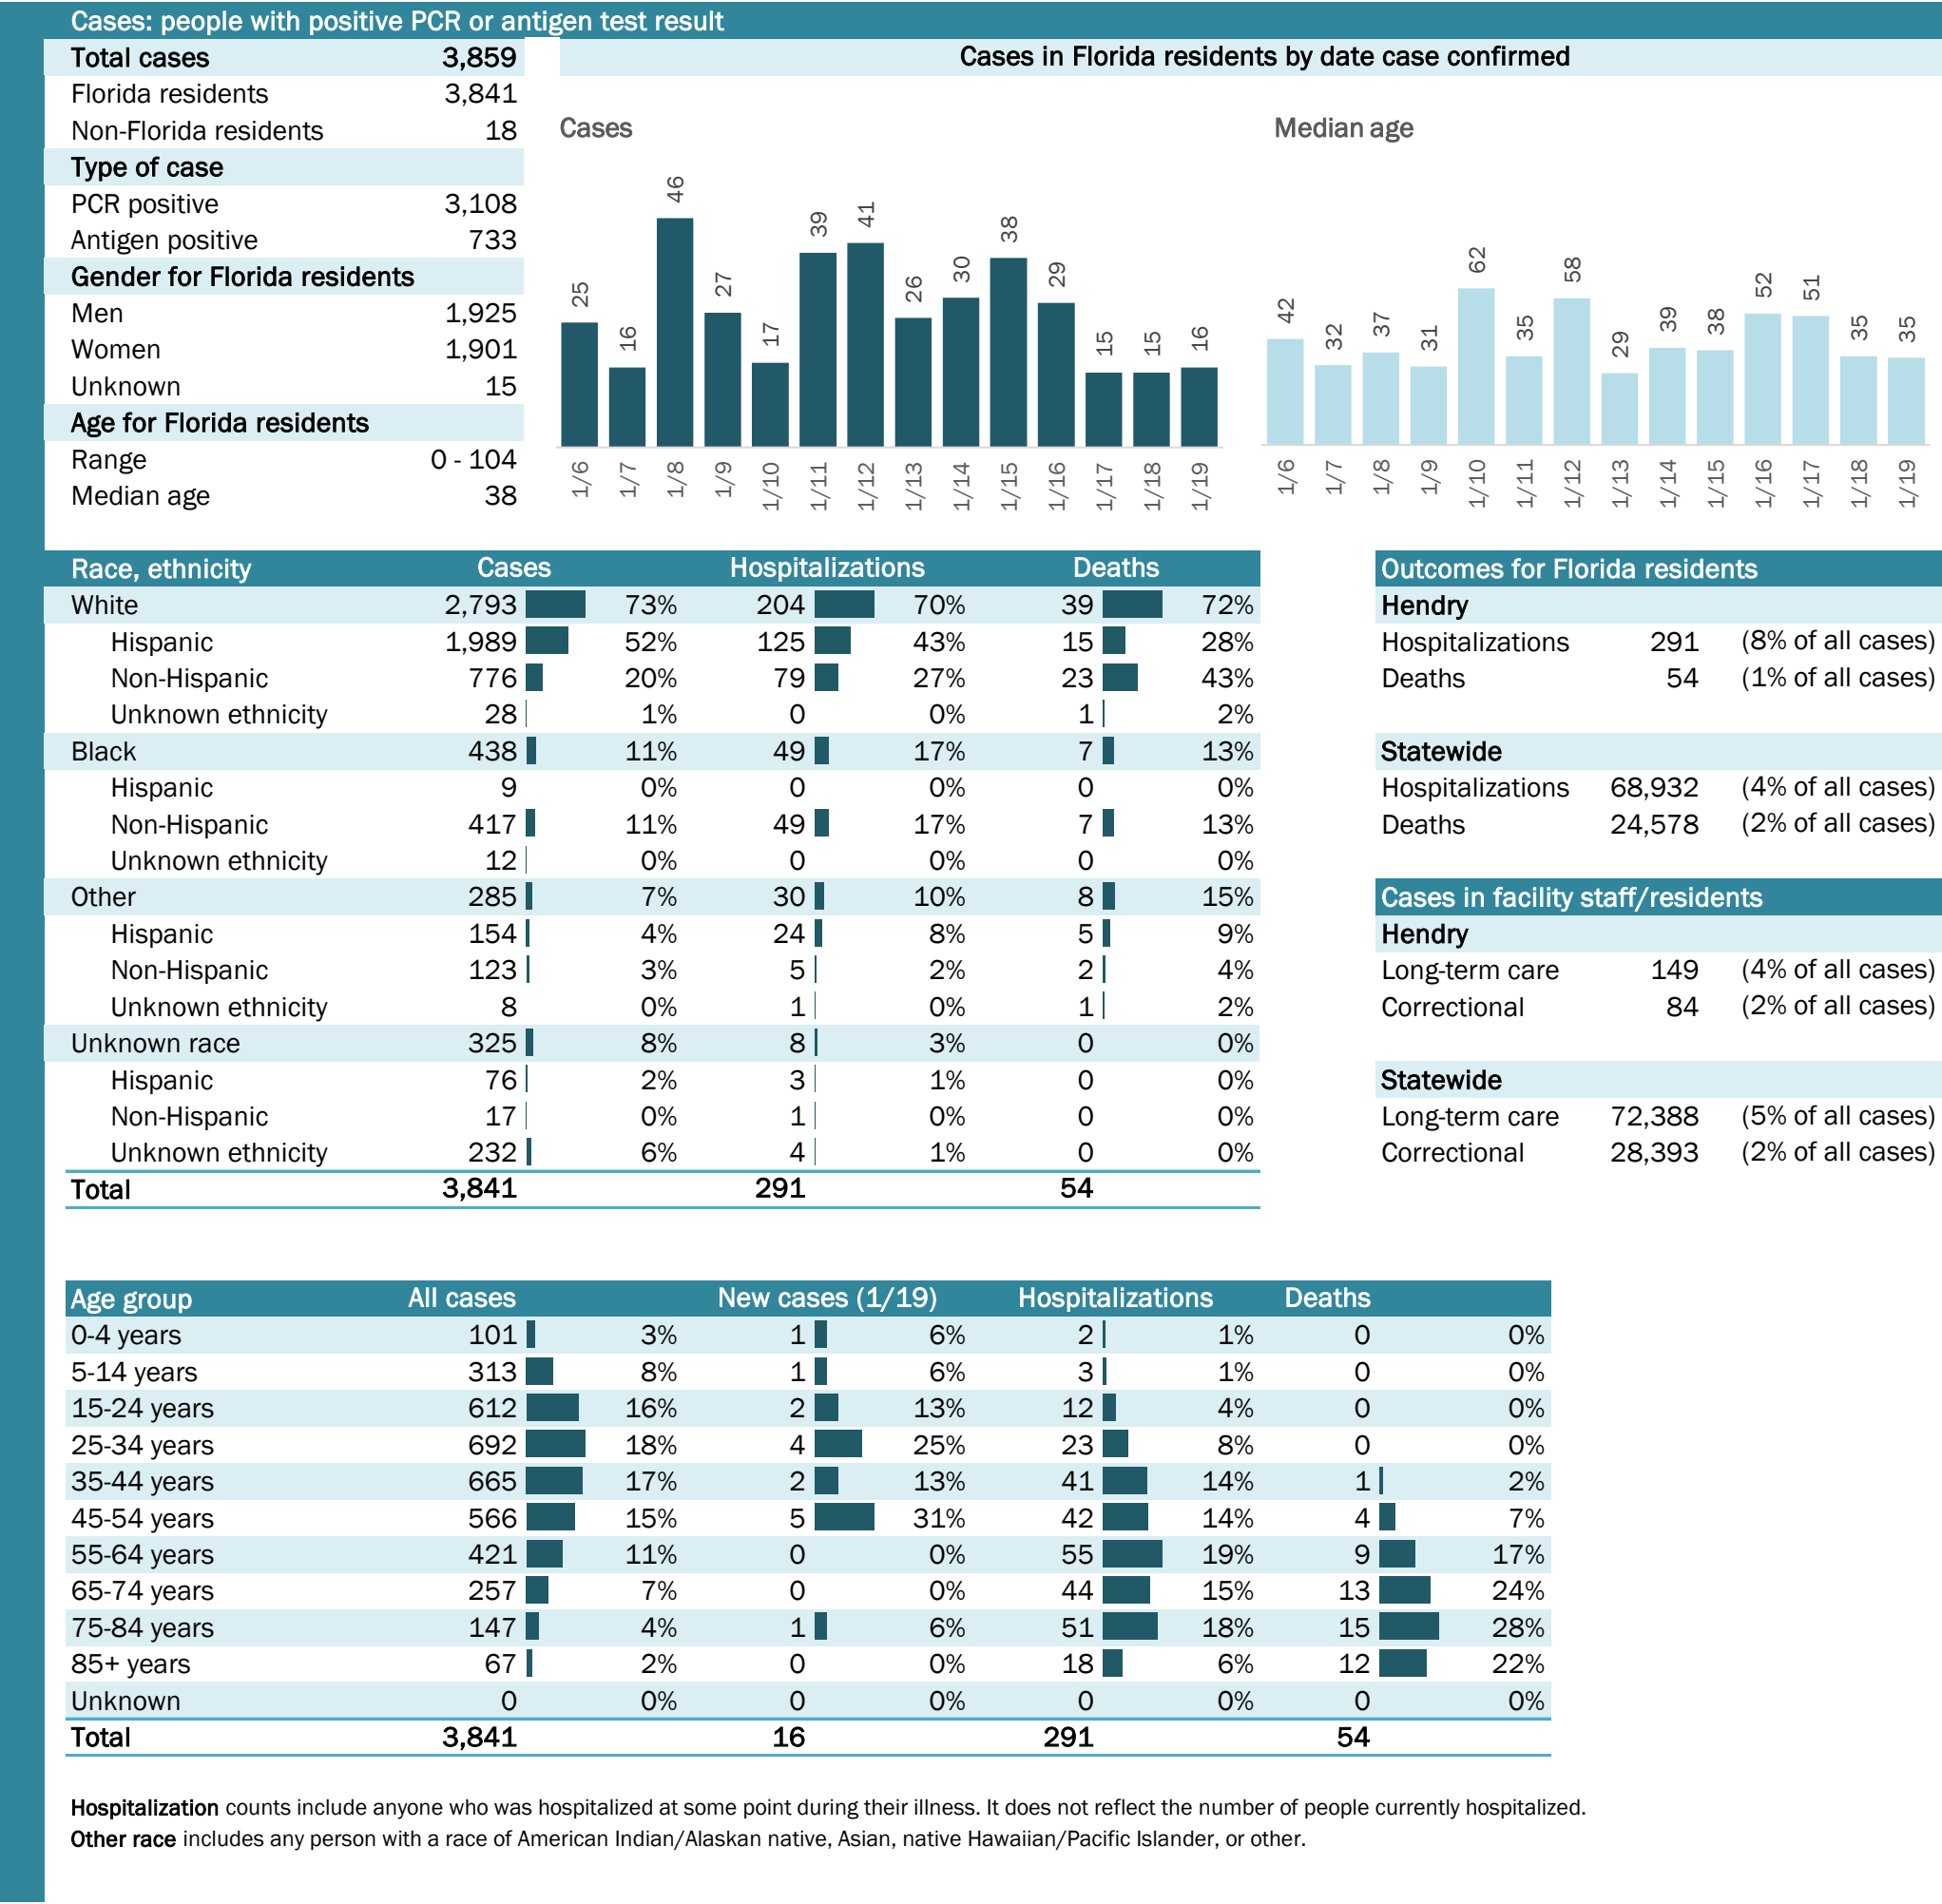 Cases: people with positive PCR or antigen test result
Total cases 3,859
Florida residents 3,841
Non-Florida residents 18
Type of case
PCR positive 3,108
Antigen positive 733
Gender for Florida residents
Men 1,925
Women 1,901
Unknown 15
Age for Florida residents
Range 0 - 104
Median age 38
Cases in Florida residents by date case confirmed
Cases
25 16 46 27 17 39 41 26 30 38 29 15 15 16
1/6 1/7 1/8 1/9 1/10 1/11 1/12 1/13 1/14 1/15 1/16 1/17 1/18 1/19
Median age
42 32 37 31 62 35 58 29 39 38 52 51 35 35
1/6 1/7 1/8 1/9 1/10 1/11 1/12 1/13 1/14 1/15 1/16 1/17 1/18 1/19
Race, ethnicity Cases Hospitalizations Deaths
White 2,793 73% 204 70% 39 72%
Hispanic 1,989 52% 125 43% 15 28%
Non-Hispanic 776 20% 79 27% 23 43%
Unknown ethnicity 28 1% 0 0% 1 2%
Black 438 11% 49 17% 7 13%
Hispanic 9 0% 0 0% 0 0%
Non-Hispanic 417 11% 49 17% 7 13%
Unknown ethnicity 12 0% 0 0% 0 0%
Other 285 7% 30 10% 8 15%
Hispanic 154 4% 24 8% 5 9%
Non-Hispanic 123 3% 5 2% 2 4%
Unknown ethnicity 8 0% 1 0% 1 2%
Unknown race 325 8% 8 3% 0 0%
Hispanic 76 2% 3 1% 0 0%
Non-Hispanic 17 0% 1 0% 0 0%
Unknown ethnicity 232 6% 4 1% 0 0%
Total 3,841 291 54
Outcomes for Florida residents
Hendry
Hospitalizations 291 (8% of all cases)
Deaths 54 (1% of all cases)
Statewide
Hospitalizations 68,932 (4% of all cases)
Deaths 24,578 (2% of all cases)
Cases in facility staff/residents
Hendry
Long-term care 149 (4% of all cases)
Correctional 84 (2% of all cases)
Statewide
Long-term care 72,388 (5% of all cases)
Correctional 28,393 (2% of all cases)
Age group All cases New cases (1/19) Hospitalizations Deaths
0-4 years 101 3% 1 6% 2 1% 0 0%
5-14 years 313 8% 1 6% 3 1% 0 0%
15-24 years 612 16% 2 13% 12 4% 0 0%
25-34 years 692 18% 4 25% 23 8% 0 0%
35-44 years 665 17% 2 13% 41 14% 1 2%
45-54 years 566 15% 5 31% 42 14% 4 7%
55-64 years 421 11% 0 0% 55 19% 9 17%
65-74 years 257 7% 0 0% 44 15% 13 24%
75-84 years 147 4% 1 6% 51 18% 15 28%
85+ years 67 2% 0 0% 18 6% 12 22%
Unknown 0 0% 0 0% 0 0% 0 0%
Total 3,841 16 291 54
Hospitalization counts include anyone who was hospitalized at some point during their illness. It does not reflect the number of people currently hospitalized.
Other race includes any person with a race of American Indian/Alaskan native, Asian, native Hawaiian/Pacific Islander, or other.